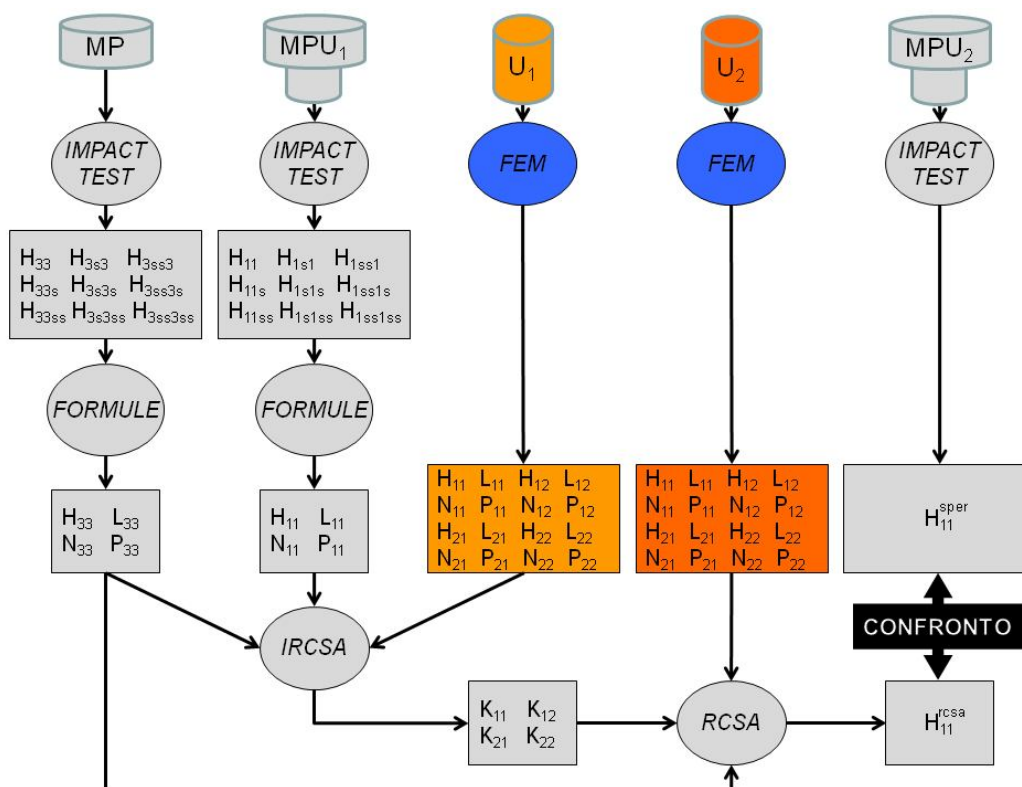 MP
MPU₁
U₁
U₂
MPU₂
IMPACT
TEST
IMPACT
TEST
FEM
FEM
IMPACT
TEST
H₃₃ H₃ₛ₃ H₃ₛₛ₃
H₃₃ₛ H₃ₛ₃ₛ H₃ₛₛ₃ₛ
H₃₃ₛₛ H₃ₛ₃ₛₛ H₃ₛₛ₃ₛₛ
H₁₁ H₁ₛ₁ H₁ₛₛ₁
H₁₁ₛ H₁ₛ₁ₛ H₁ₛₛ₁ₛ
H₁₁ₛₛ H₁ₛ₁ₛₛ H₁ₛₛ₁ₛₛ
FORMULE
FORMULE
H₃₃ L₃₃
N₃₃ P₃₃
H₁₁ L₁₁
N₁₁ P₁₁
H₁₁ L₁₁ H₁₂ L₁₂
N₁₁ P₁₁ N₁₂ P₁₂
H₂₁ L₂₁ H₂₂ L₂₂
N₂₁ P₂₁ N₂₂ P₂₂
H₁₁ L₁₁ H₁₂ L₁₂
N₁₁ P₁₁ N₁₂ P₁₂
H₂₁ L₂₁ H₂₂ L₂₂
N₂₁ P₂₁ N₂₂ P₂₂
H₁₁ˢᵖᵉʳ
CONFRONTO
IRCSA
K₁₁ K₁₂
K₂₁ K₂₂
RCSA
H₁₁ʳᶜˢᵃ